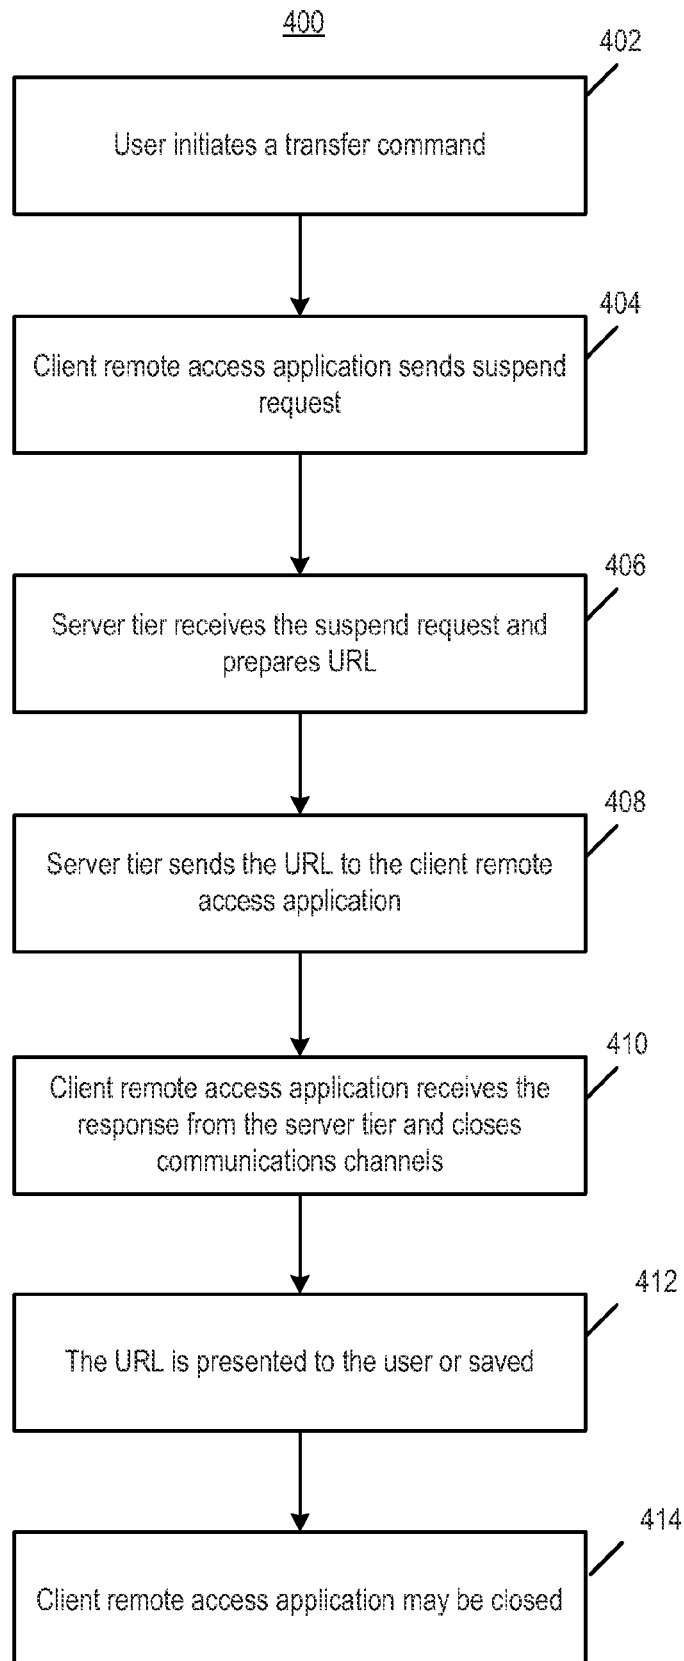 400
402
User initiates a transfer command
404
Client remote access application sends suspend
request
406
Server tier receives the suspend request and
prepares URL
408
Server tier sends the URL to the client remote
access application
410
Client remote access application receives the
response from the server tier and closes
communications channels
412
The URL is presented to the user or saved
414
Client remote access application may be closed